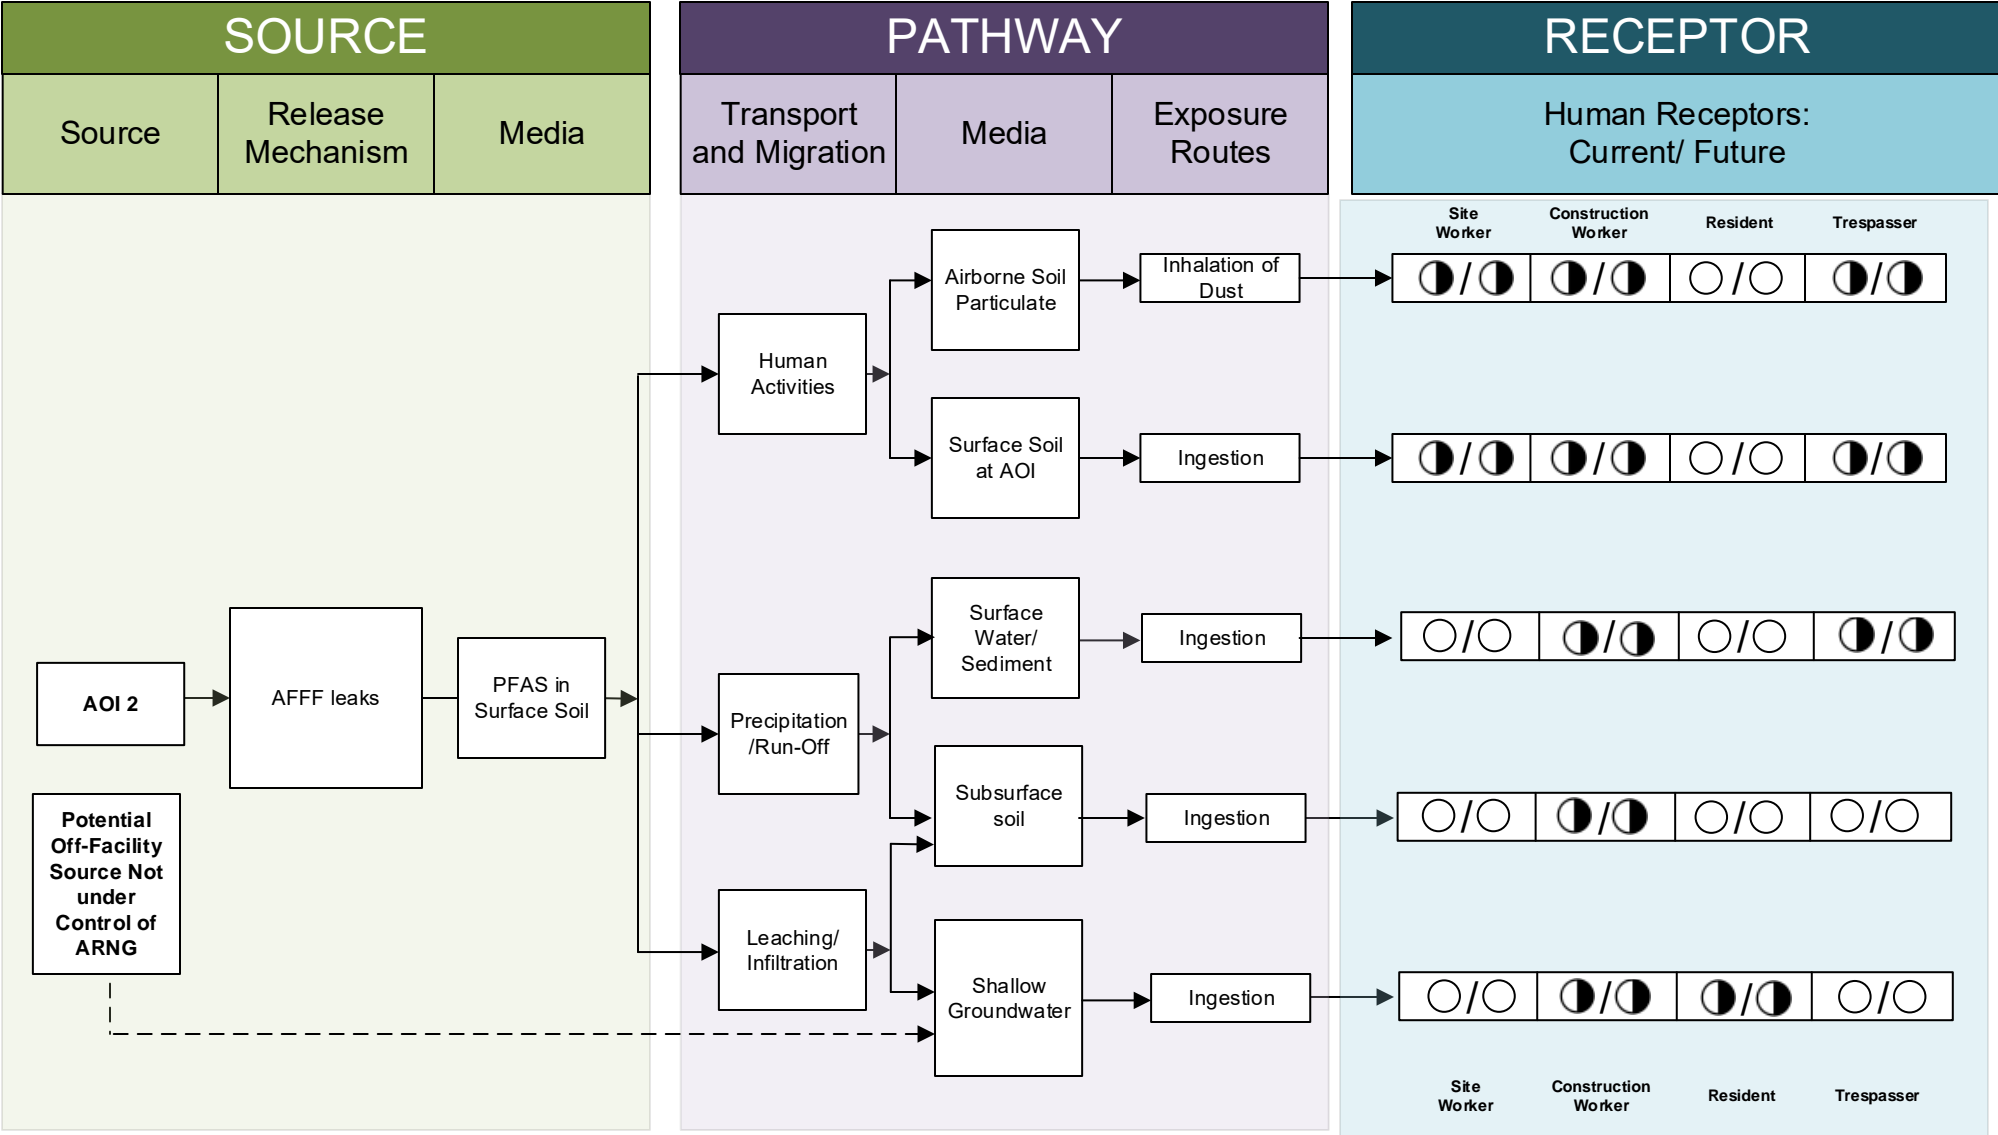 SOURCE
PATHWAY
RECEPTOR
Source
Release
Mechanism
Media
Transport
and Migration
Media
Exposure
Routes
Human Receptors:
Current/ Future
Site
Worker
Construction
Worker
Resident
Trespasser
Airborne Soil
Particulate
Inhalation of
Dust
/
/
/
/
Human
Activities
Surface Soil
at AOI
Ingestion
/
/
/
/
Surface
Water/
Sediment
Ingestion
/
/
/
/
AOI 2
AFFF leaks
PFAS in
Surface Soil
Precipitation
/Run-Off
Subsurface
soil
Ingestion
/
/
/
/
Potential
Off-Facility
Source Not
under
Control of
ARNG
Leaching/
Infiltration
Shallow
Groundwater
Ingestion
/
/
/
/
Site
Worker
Construction
Worker
Resident
Trespasser